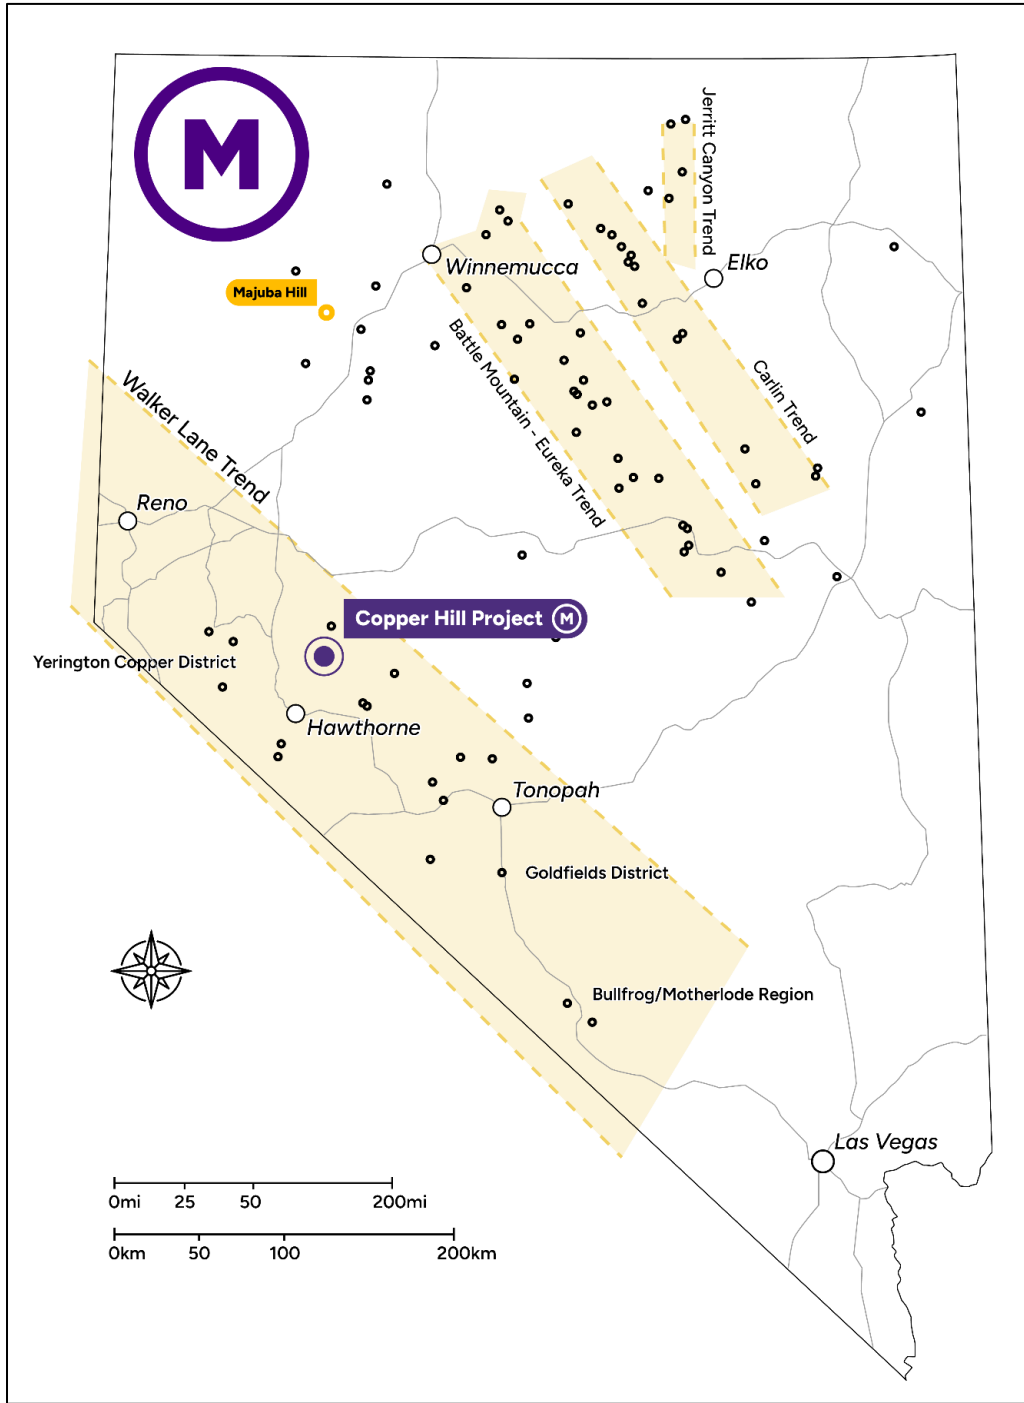 M
Jerritt Canyon Trend
Winnemucca
Elko
Majuba Hill
Battle Mountain - Eureka Trend
Carlin Trend
Walker Lane Trend
Reno
Copper Hill Project M
Yerington Copper District
Hawthorne
Tonopah
Goldfields District
Bullfrog/Motherlode Region
Las Vegas
0mi 25 50 200mi
0km 50 100 200km